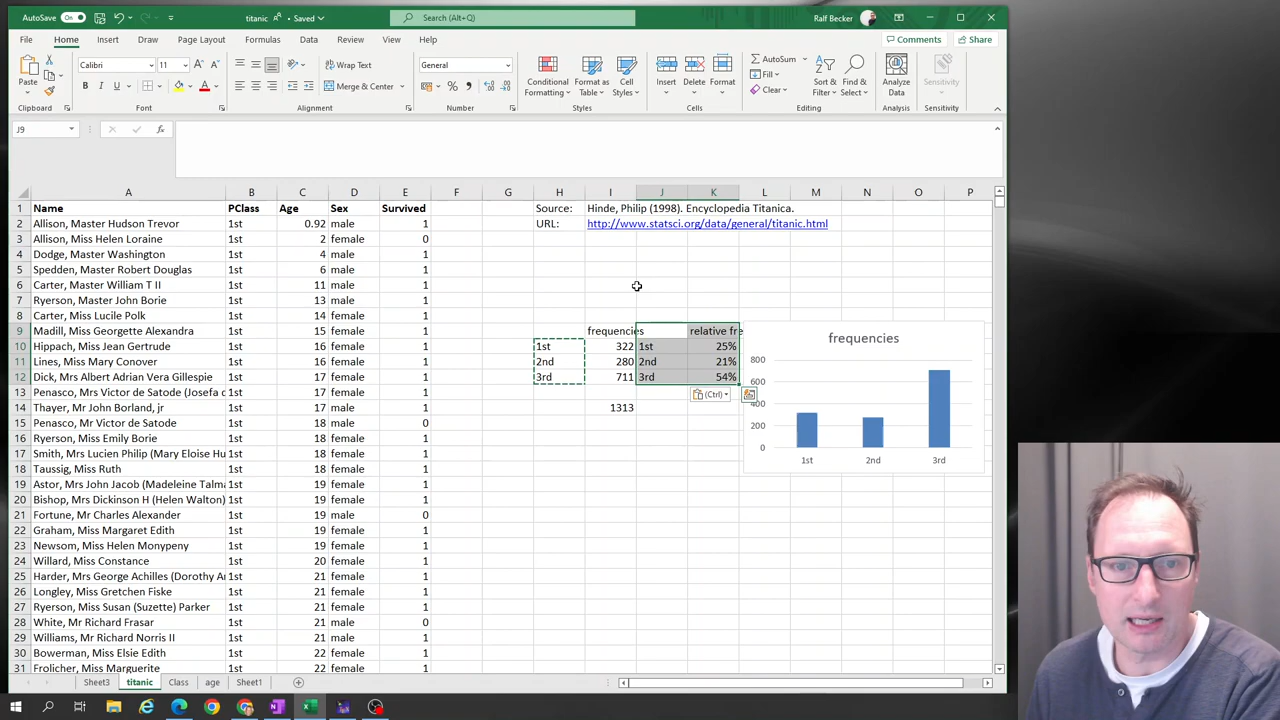 AutoSave On titanic Saved Search (Alt+Q) Ralf Becker
File Home Insert Draw Page Layout Formulas Data Review View Help Comments Share
Paste Calibri 11 A A Wrap Text General Conditional Formatting Format as Table Cell Styles Insert Delete Format AutoSum Fill Clear Sort & Filter Find & Select Analyze Data Sensitivity
B I U A Merge & Center % 
Clipboard Font Alignment Number Styles Cells Editing Analysis Sensitivity
J9 fx
A B C D E F G H I J K L M N O P
1 Name PClass Age Sex Survived Source: Hinde, Philip (1998). Encyclopedia Titanica.
2 Allison, Master Hudson Trevor 1st 0.92 male 1 URL: http://www.statsci.org/data/general/titanic.html
3 Allison, Miss Helen Loraine 1st 2 female 0
4 Dodge, Master Washington 1st 4 male 1
5 Spedden, Master Robert Douglas 1st 6 male 1
6 Carter, Master William T II 1st 11 male 1
7 Ryerson, Master John Borie 1st 13 male 1
8 Carter, Miss Lucile Polk 1st 14 female 1
9 Madill, Miss Georgette Alexandra 1st 15 female 1 frequencies relative fre
10 Hippach, Miss Jean Gertrude 1st 16 female 1 1st 322 1st 25%
11 Lines, Miss Mary Conover 1st 16 female 1 2nd 280 2nd 21%
12 Dick, Mrs Albert Adrian Vera Gillespie 1st 17 female 1 3rd 711 3rd 54%
13 Penasco, Mrs Victor de Satode (Josefa d 1st 17 female 1 (Ctrl)
14 Thayer, Mr John Borland, jr 1st 17 male 1 1313
15 Penasco, Mr Victor de Satode 1st 18 male 0
16 Ryerson, Miss Emily Borie 1st 18 female 1
17 Smith, Mrs Lucien Philip (Mary Eloise Hu 1st 18 female 1
18 Taussig, Miss Ruth 1st 18 female 1
19 Astor, Mrs John Jacob (Madeleine Talma 1st 19 female 1
20 Bishop, Mrs Dickinson H (Helen Walton) 1st 19 female 1
21 Fortune, Mr Charles Alexander 1st 19 male 0
22 Graham, Miss Margaret Edith 1st 19 female 1
23 Newsom, Miss Helen Monypeny 1st 19 female 1
24 Willard, Miss Constance 1st 20 female 1
25 Harder, Mrs George Achilles (Dorothy An 1st 21 female 1
26 Longley, Miss Gretchen Fiske 1st 21 female 1
27 Ryerson, Miss Susan (Suzette) Parker 1st 21 female 1
28 White, Mr Richard Frasar 1st 21 male 0
29 Williams, Mr Richard Norris II 1st 21 male 1
30 Bowerman, Miss Elsie Edith 1st 22 female 1
31 Frolicher, Miss Marguerite 1st 22 female 1
frequencies
800
600
400
200
0
1st 2nd 3rd
Sheet3 titanic Class age Sheet1